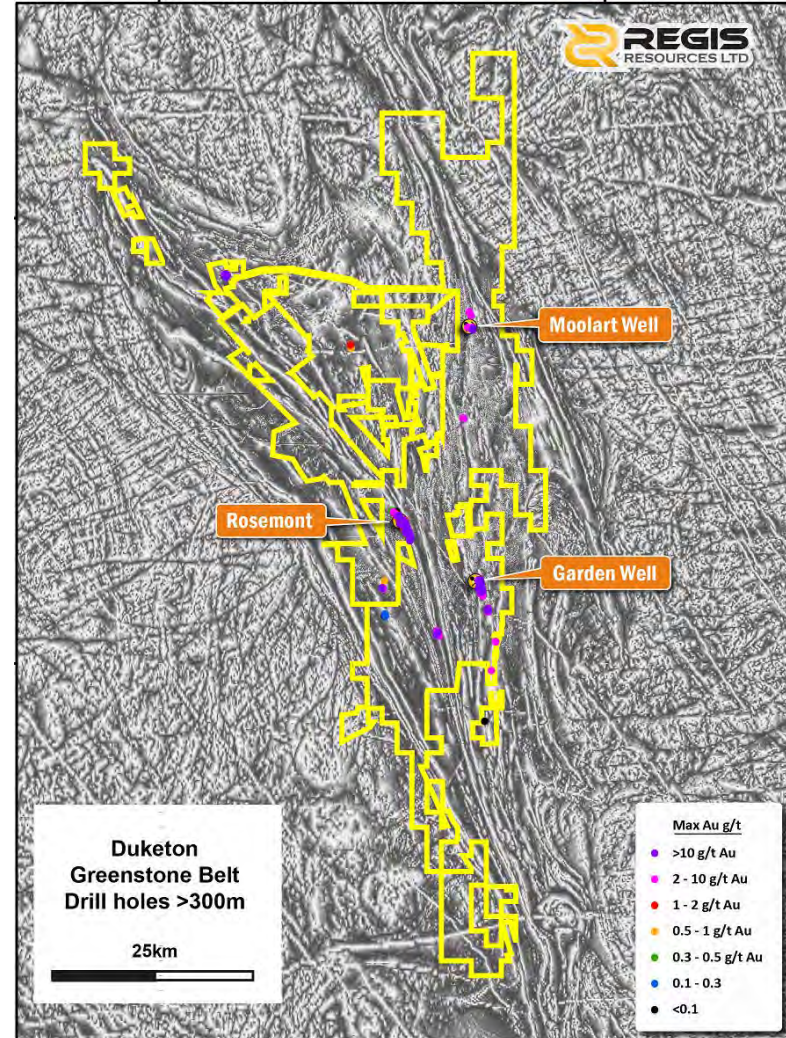 REGIS
RESOURCES LTD
Moolart Well
Rosemont
Garden Well
Duketon
Greenstone Belt
Drill holes >300m
25km
Max Au g/t
>10 g/t Au
2 - 10 g/t Au
1 - 2 g/t Au
0.5 - 1 g/t Au
0.3 - 0.5 g/t Au
0.1 - 0.3
<0.1